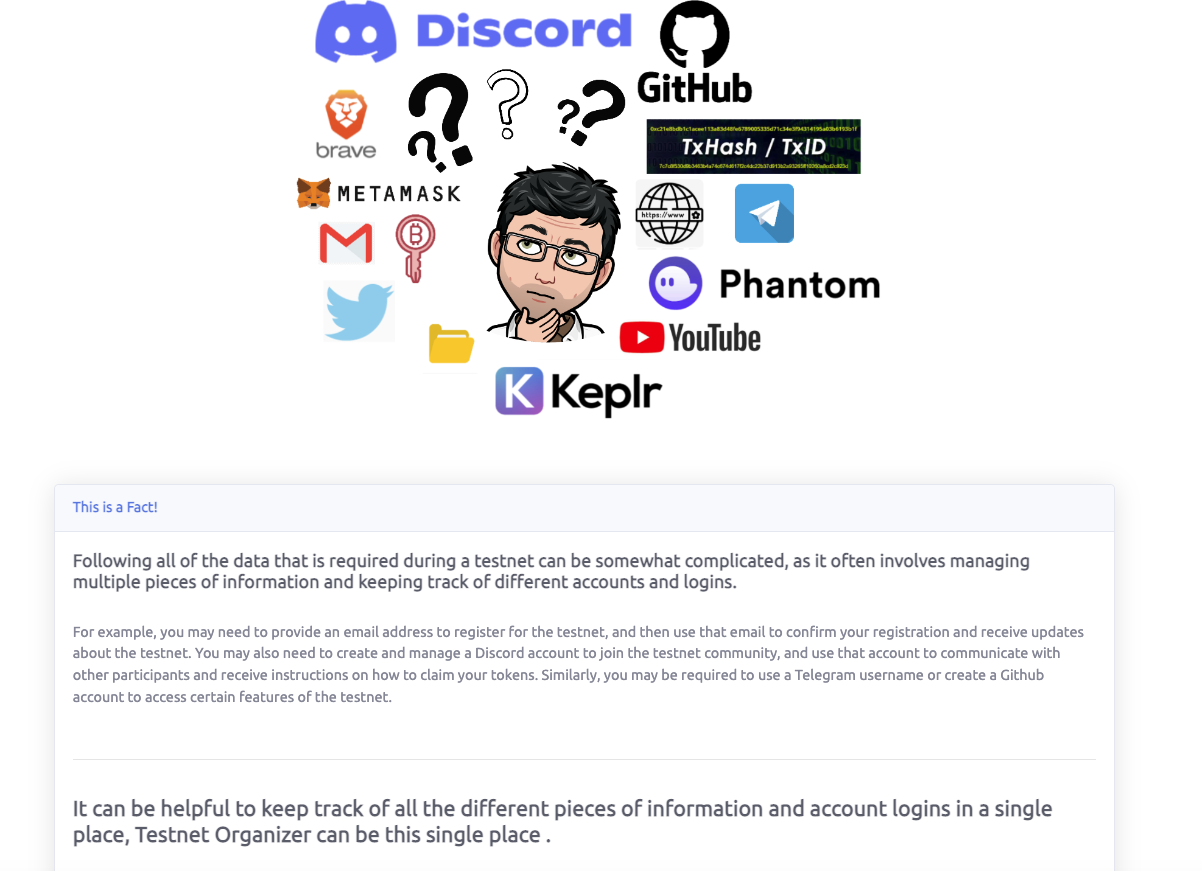 Discord
GitHub
brave
TxHash / TxID
METAMASK
https://www
Phantom
YouTube
Keplr
This is a Fact!
Following all of the data that is required during a testnet can be somewhat complicated, as it often involves managing
multiple pieces of information and keeping track of different accounts and logins.
For example, you may need to provide an email address to register for the testnet, and then use that email to confirm your registration and receive updates
about the testnet. You may also need to create and manage a Discord account to join the testnet community, and use that account to communicate with
other participants and receive instructions on how to claim your tokens. Similarly, you may be required to use a Telegram username or create a Github
account to access certain features of the testnet.
It can be helpful to keep track of all the different pieces of information and account logins in a single
place, Testnet Organizer can be this single place .